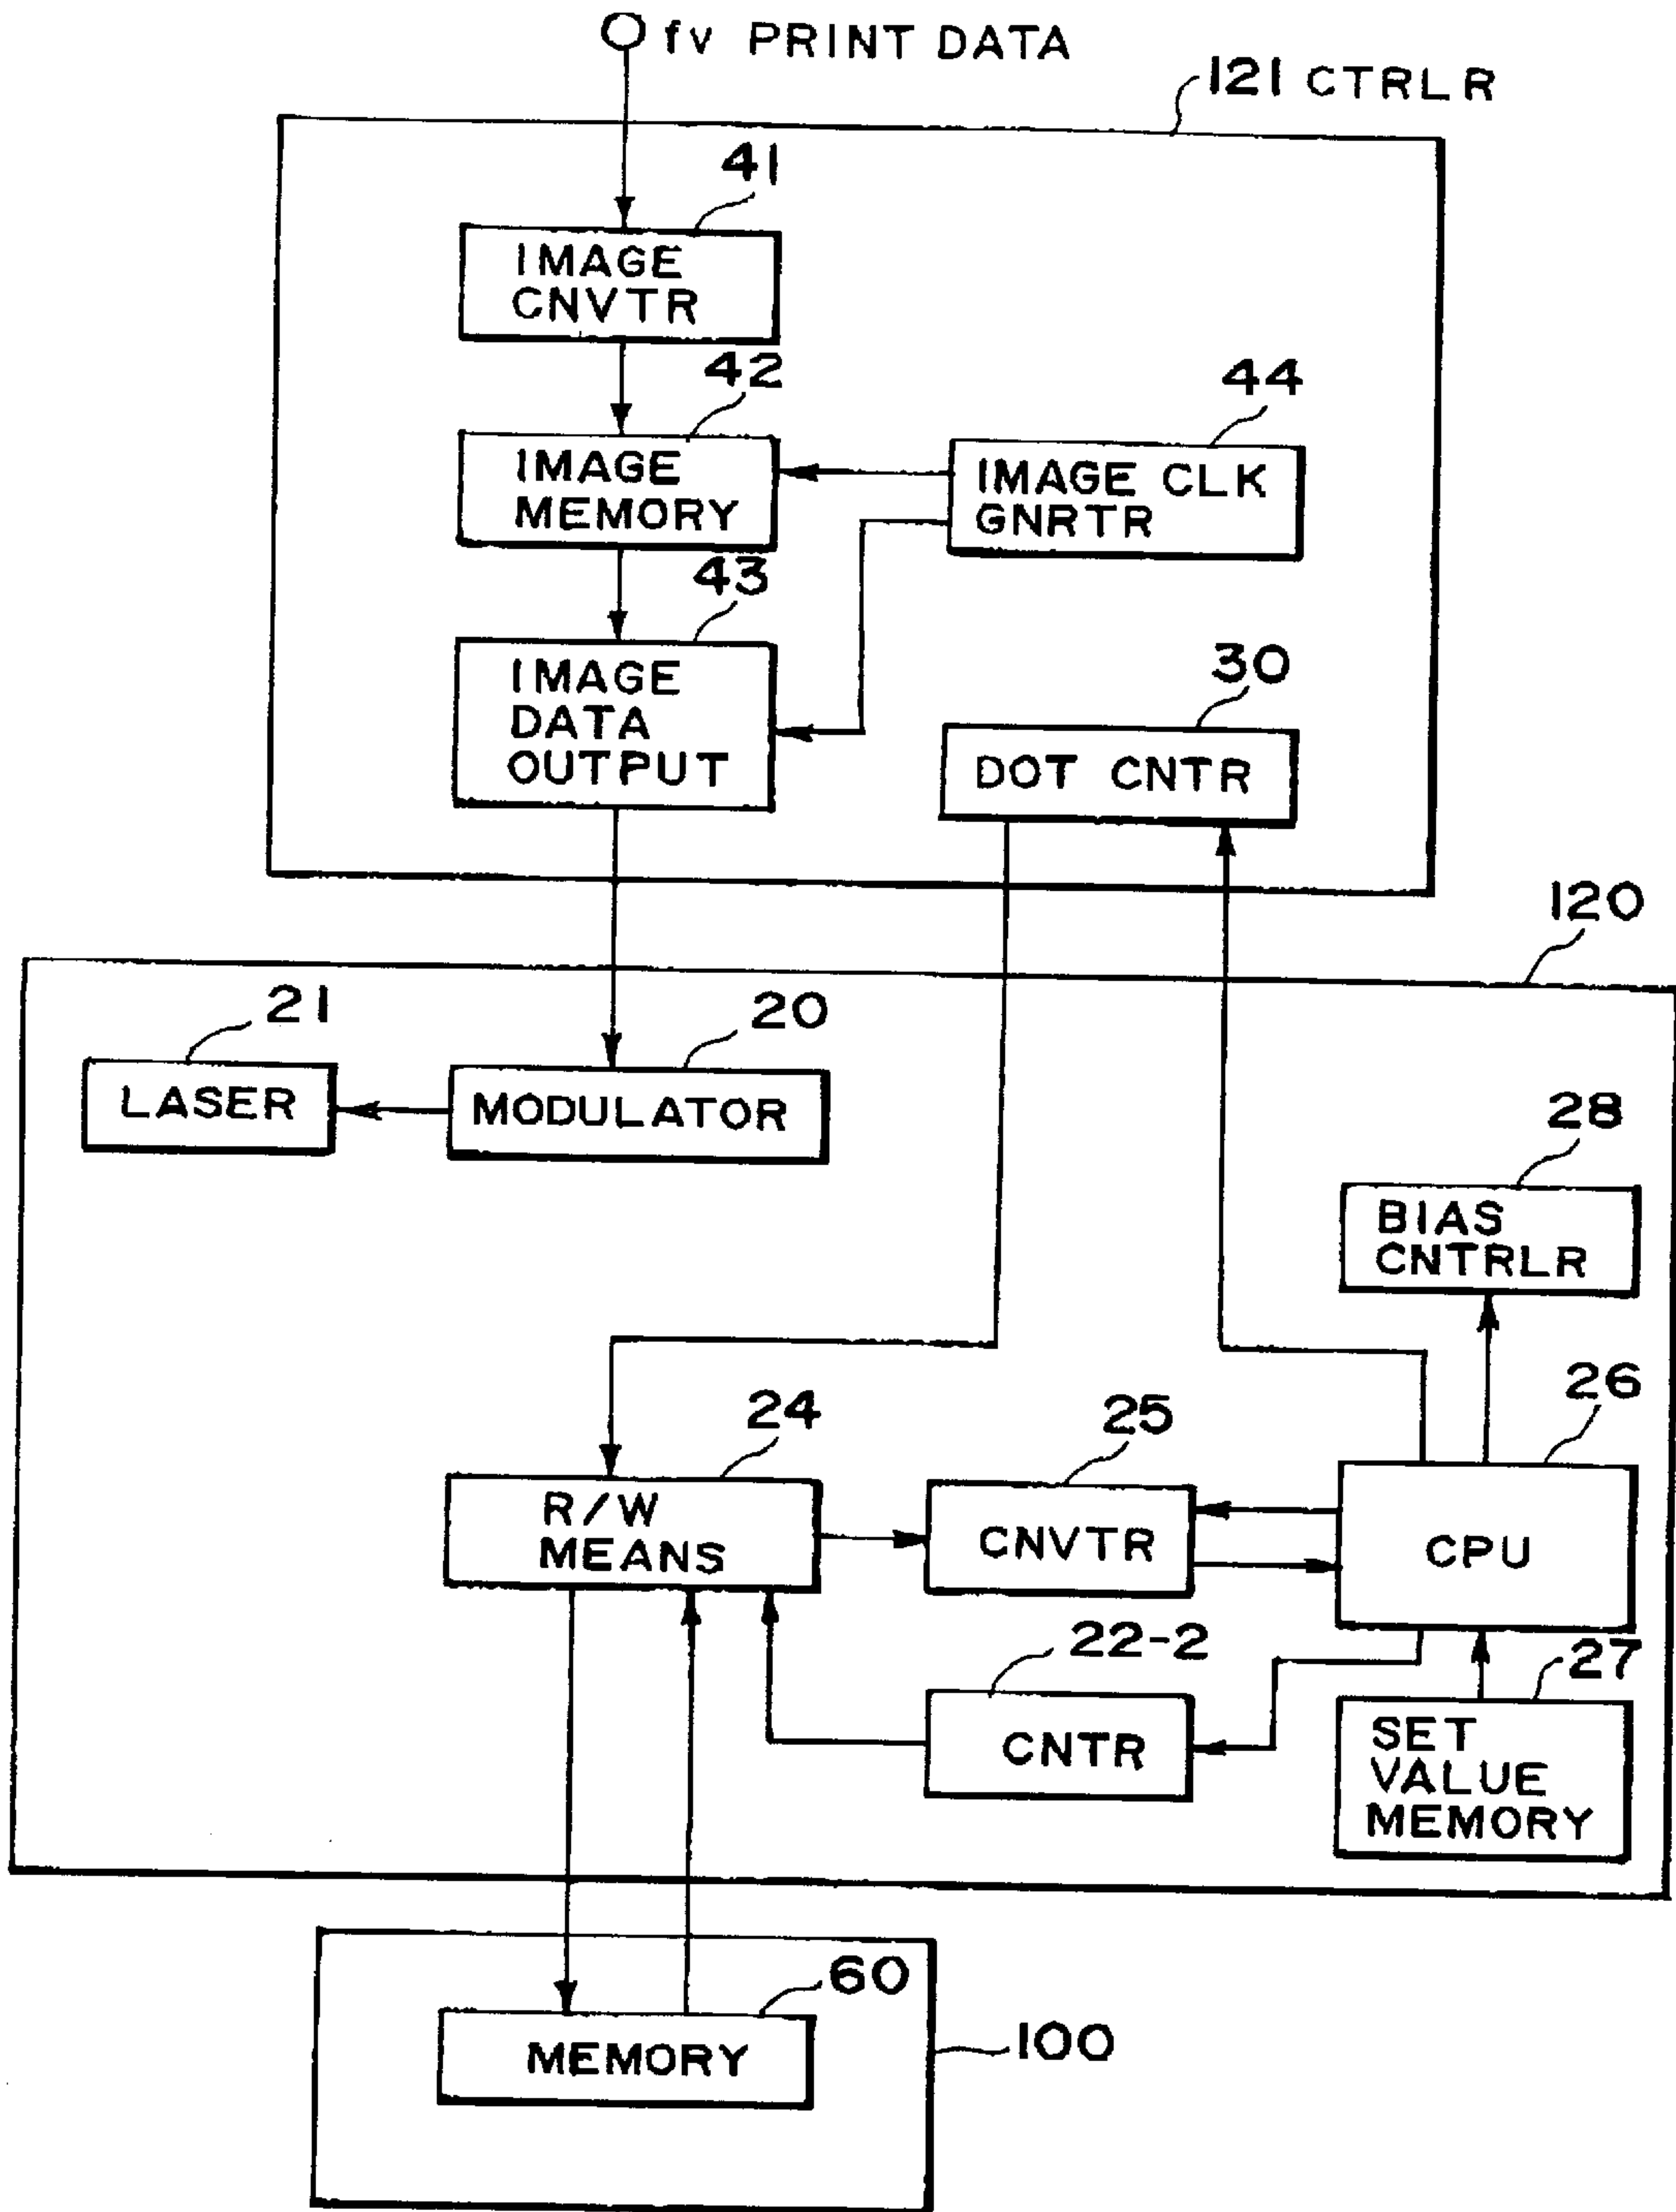 fv PRINT DATA
121 CTRLR
41
IMAGE
CNVTR
42
IMAGE
MEMORY
44
IMAGE CLK
GNRTR
43
IMAGE
DATA
OUTPUT
30
DOT CNTR
120
21
LASER
20
MODULATOR
28
BIAS
CNTRLR
24
R/W
MEANS
25
CNVTR
26
CPU
22-2
CNTR
27
SET
VALUE
MEMORY
60
MEMORY
100